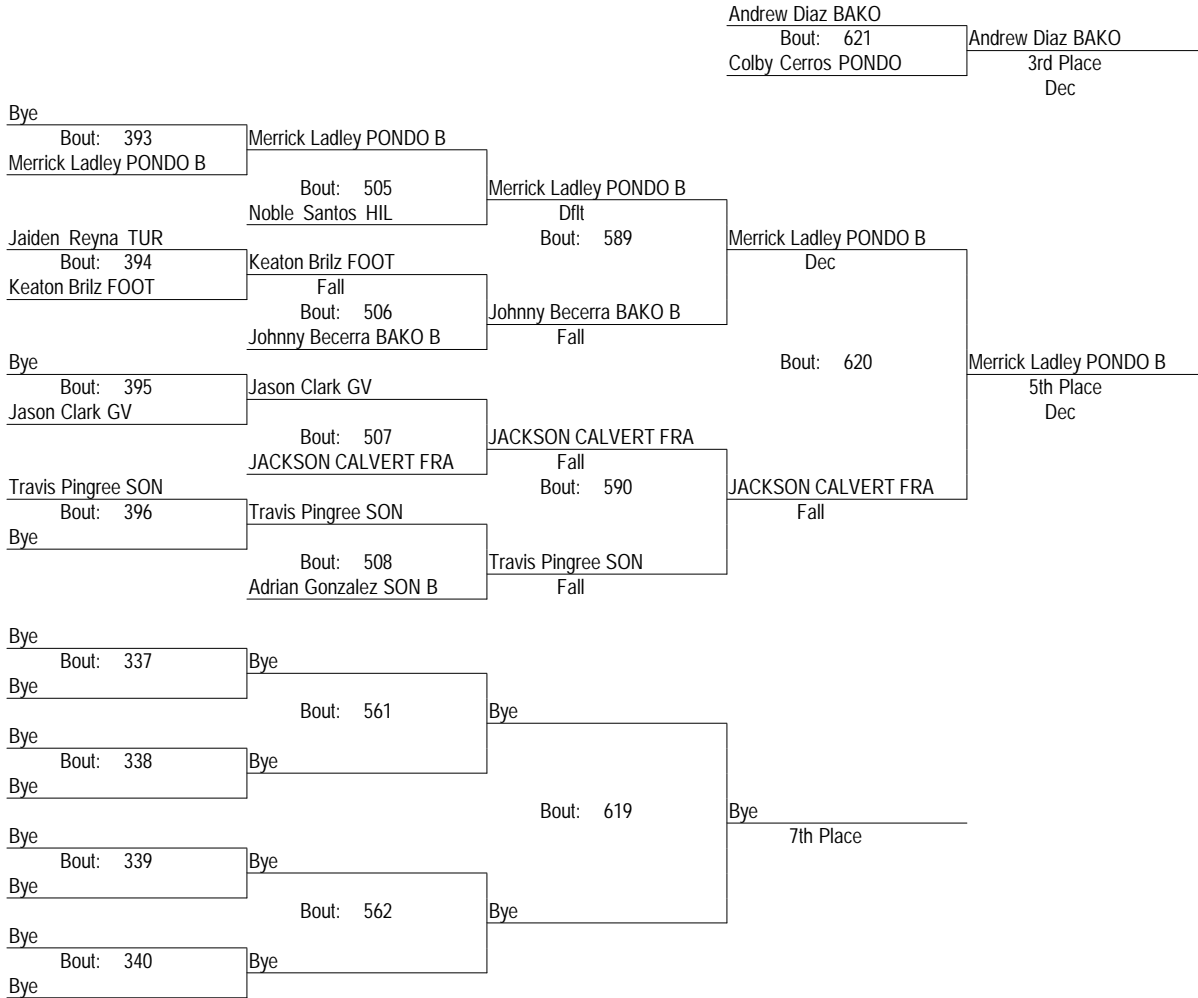 Andrew Diaz BAKO
Bout: 621
Andrew Diaz BAKO
Colby Cerros PONDO
3rd Place
Dec
Bye
Bout: 393
Merrick Ladley PONDO B
Merrick Ladley PONDO B
Bout: 505
Merrick Ladley PONDO B
Noble Santos HIL
Dflt
Jaiden Reyna TUR
Bout: 589
Merrick Ladley PONDO B
Bout: 394
Keaton Brilz FOOT
Dec
Keaton Brilz FOOT
Fall
Bout: 506
Johnny Becerra BAKO B
Johnny Becerra BAKO B
Fall
Bye
Bout: 620
Merrick Ladley PONDO B
Bout: 395
Jason Clark GV
5th Place
Jason Clark GV
Dec
Bout: 507
JACKSON CALVERT FRA
JACKSON CALVERT FRA
Fall
Travis Pingree SON
Bout: 590
JACKSON CALVERT FRA
Bout: 396
Travis Pingree SON
Fall
Bye
Bout: 508
Travis Pingree SON
Adrian Gonzalez SON B
Fall
Bye
Bout: 337
Bye
Bye
Bout: 561
Bye
Bye
Bout: 338
Bye
Bye
Bout: 619
Bye
Bye
7th Place
Bout: 339
Bye
Bye
Bout: 562
Bye
Bye
Bout: 340
Bye
Bye